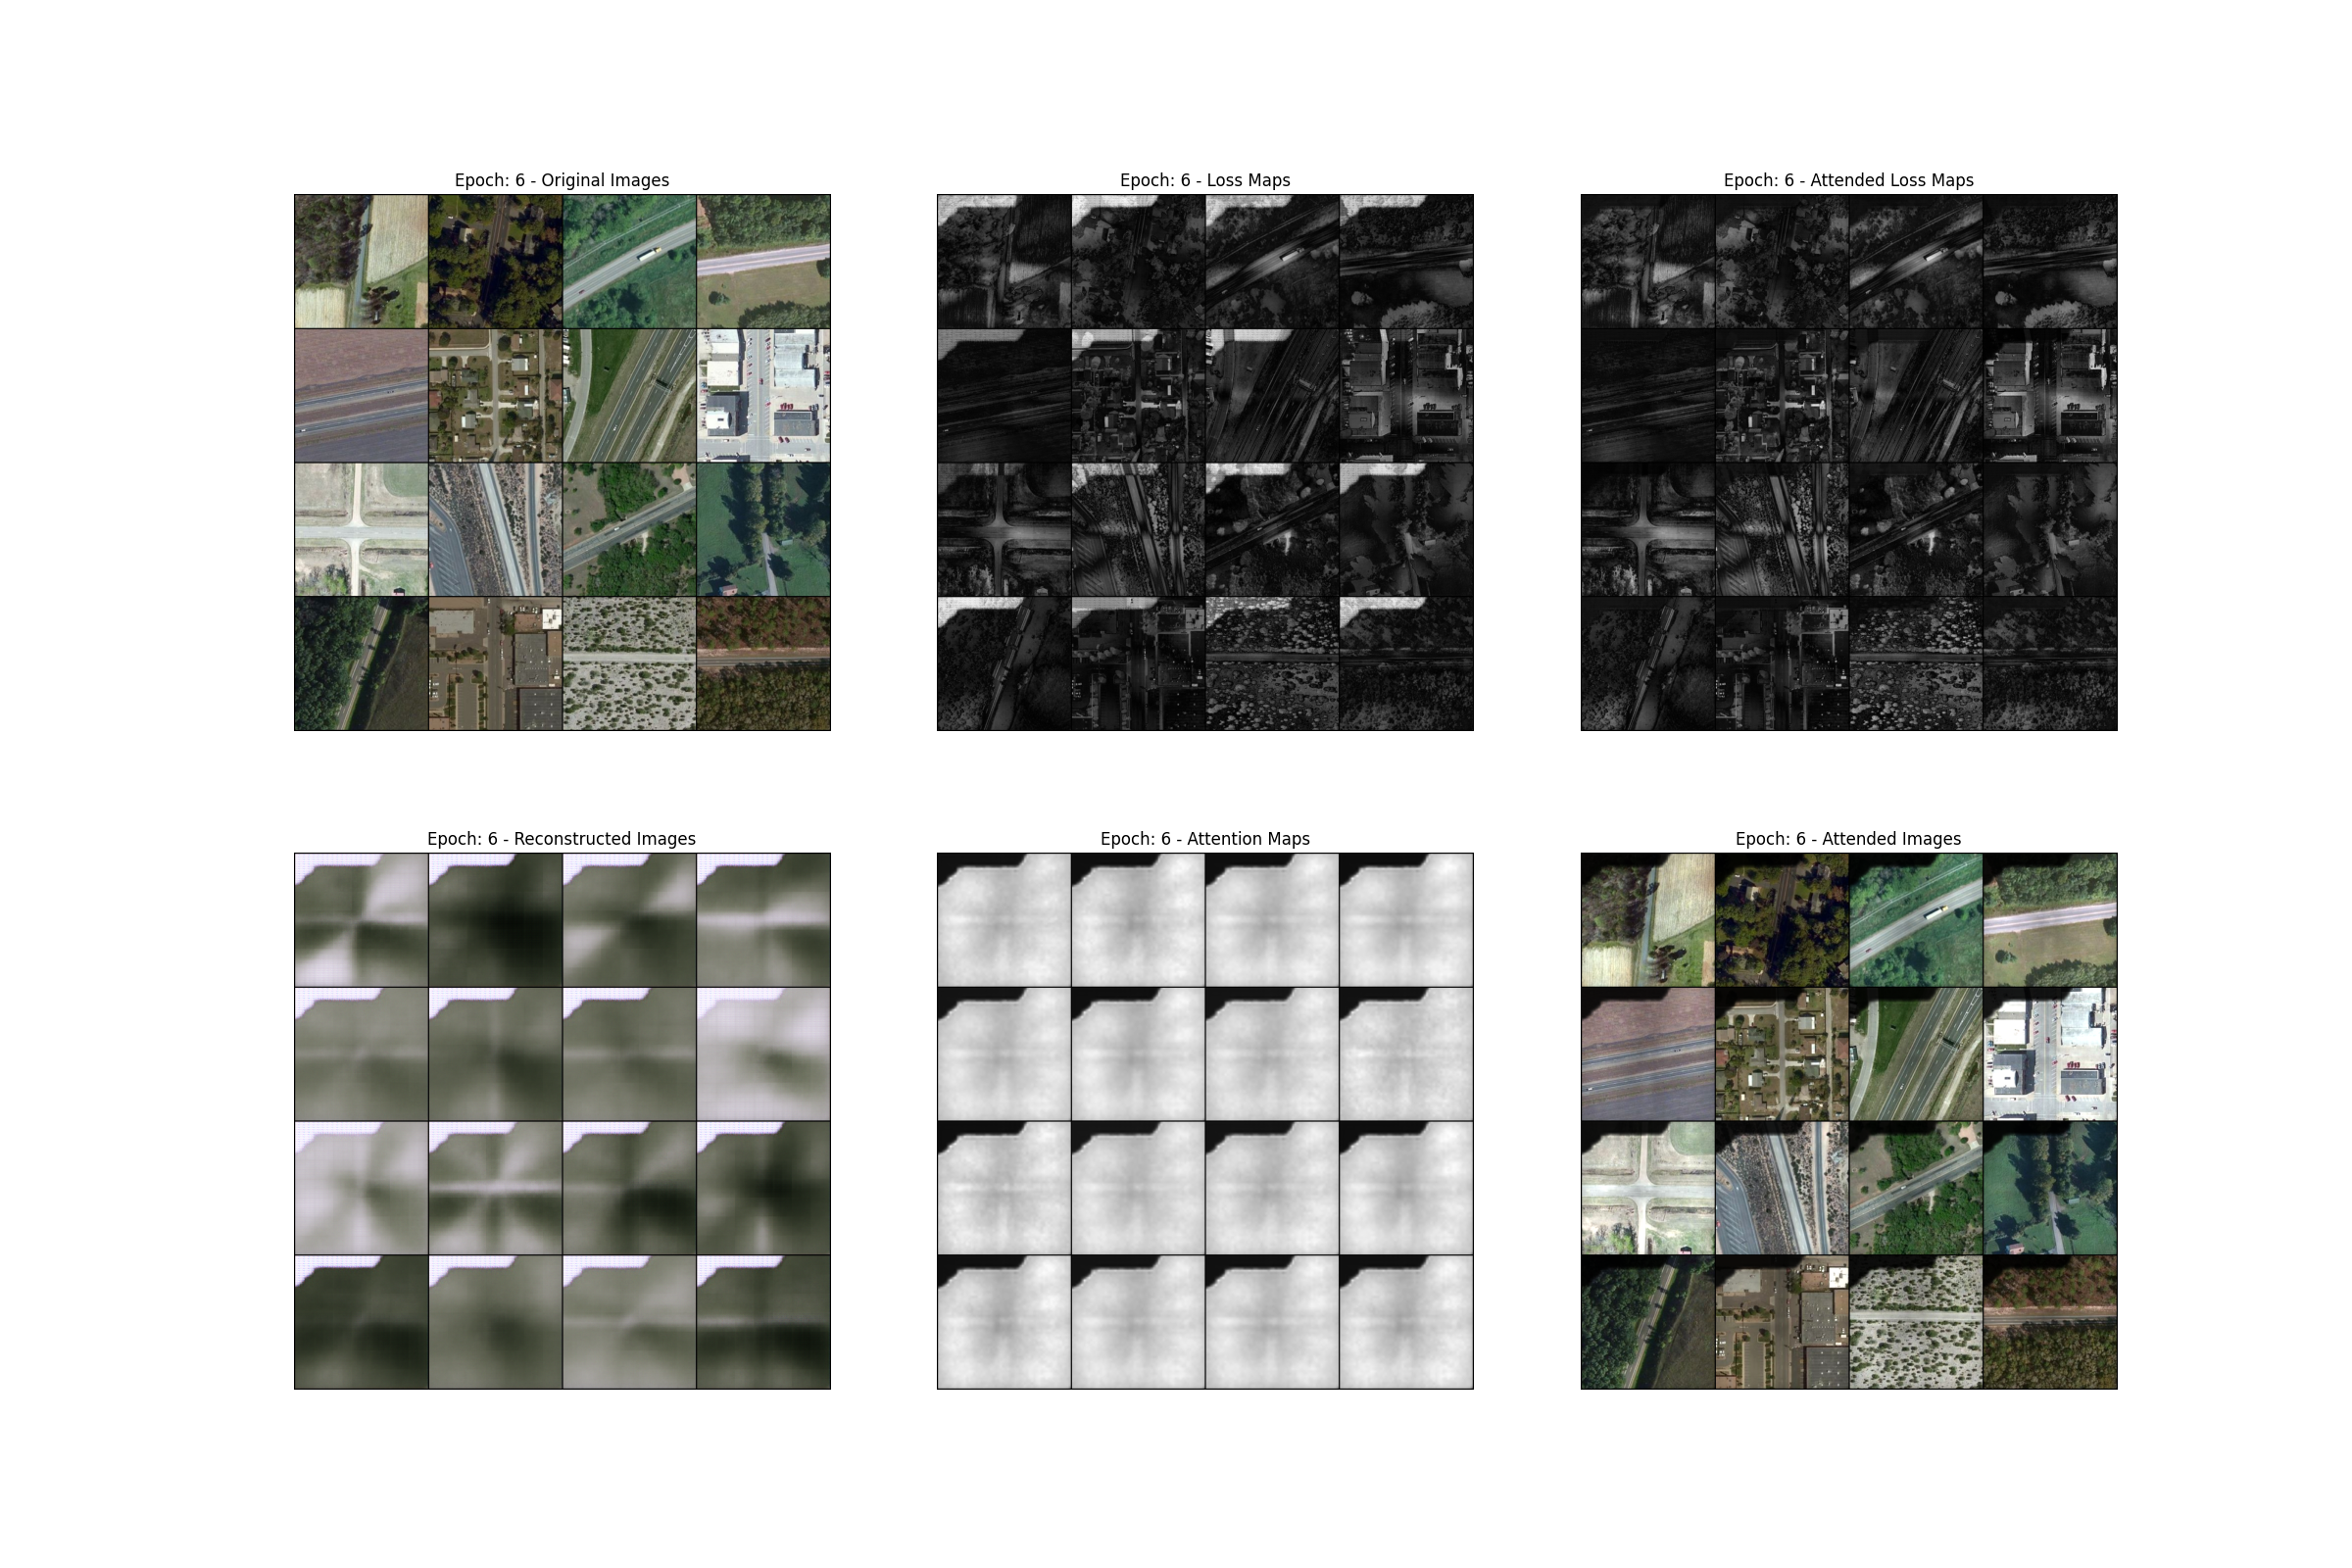 Epoch: 6 - Original Images
Epoch: 6 - Loss Maps
Epoch: 6 - Attended Loss Maps
Epoch: 6 - Reconstructed Images
Epoch: 6 - Attention Maps
Epoch: 6 - Attended Images